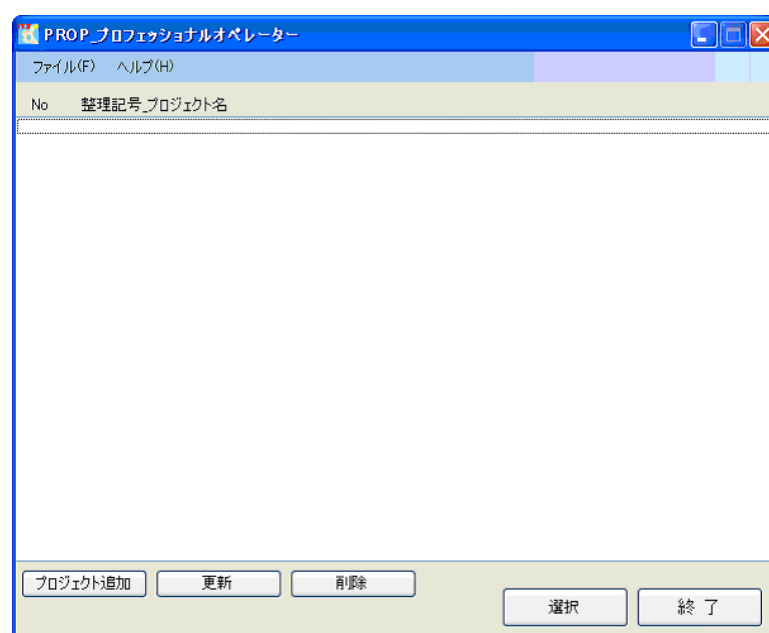 PROP_プロフェッショナルオペレーター
ファイル(F) ヘルプ(H)
No 整理記号_プロジェクト名
プロジェクト追加 更新 削除
選択 終了